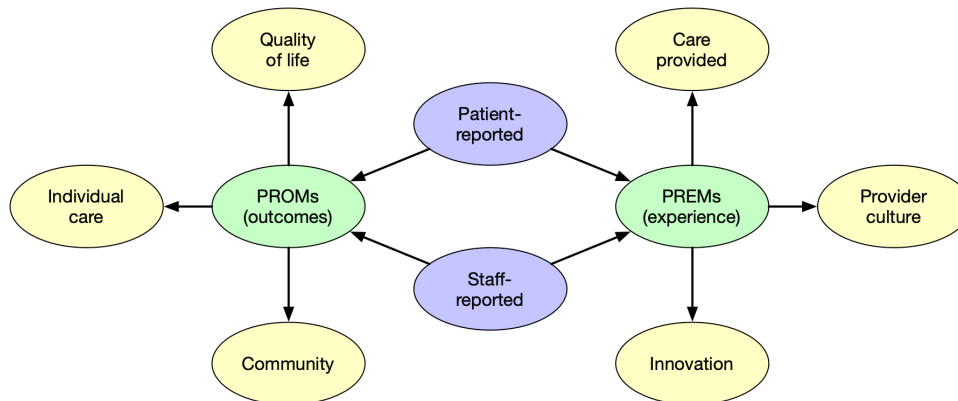 Quality
of life
Care
provided
Patient-
reported
Individual
care
PROMs
(outcomes)
PREMs
(experience)
Provider
culture
Staff-
reported
Community
Innovation